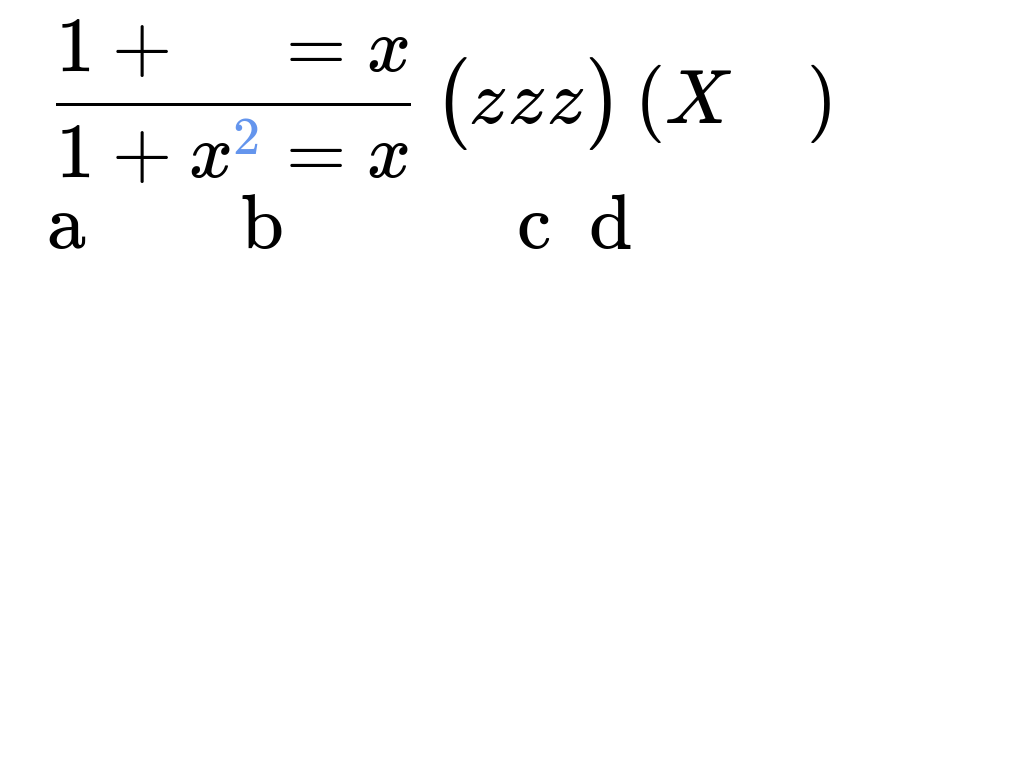 1 +   = x
1 + x² = x (zzz) (X   )
a b c d